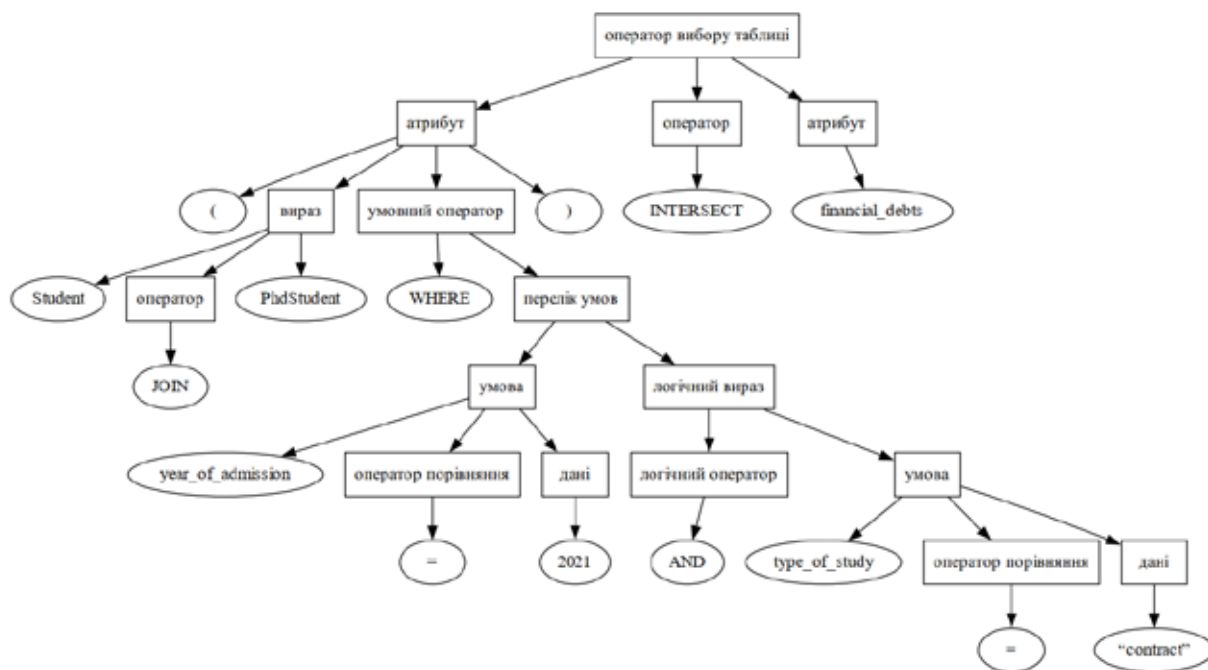 оператор вибору таблиці
атрибут
оператор
атрибут
(
вираз
умовний оператор
)
INTERSECT
financial_debts
Student
оператор
PhdStudent
WHERE
перелік умов
JOIN
умова
логічний вираз
year_of_admission
оператор порівняння
дані
логічний оператор
умова
=
2021
AND
type_of_study
оператор порівняння
дані
=
“contract”